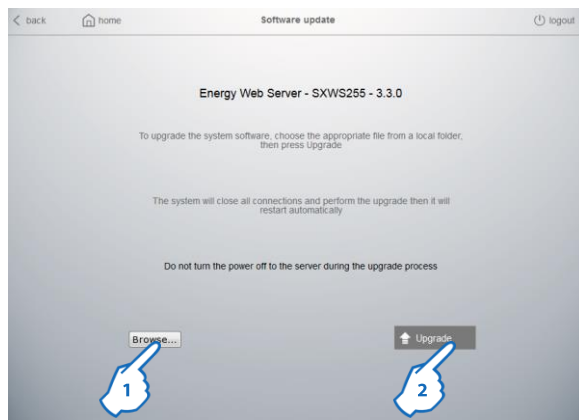 back
home
Software update
logout
Energy Web Server - SXWS255 - 3.3.0
To upgrade the system software, choose the appropriate file from a local folder,
then press Upgrade
The system will close all connections and perform the upgrade then it will
restart automatically
Do not turn the power off to the server during the upgrade process
Browse...
Upgrade
1
2